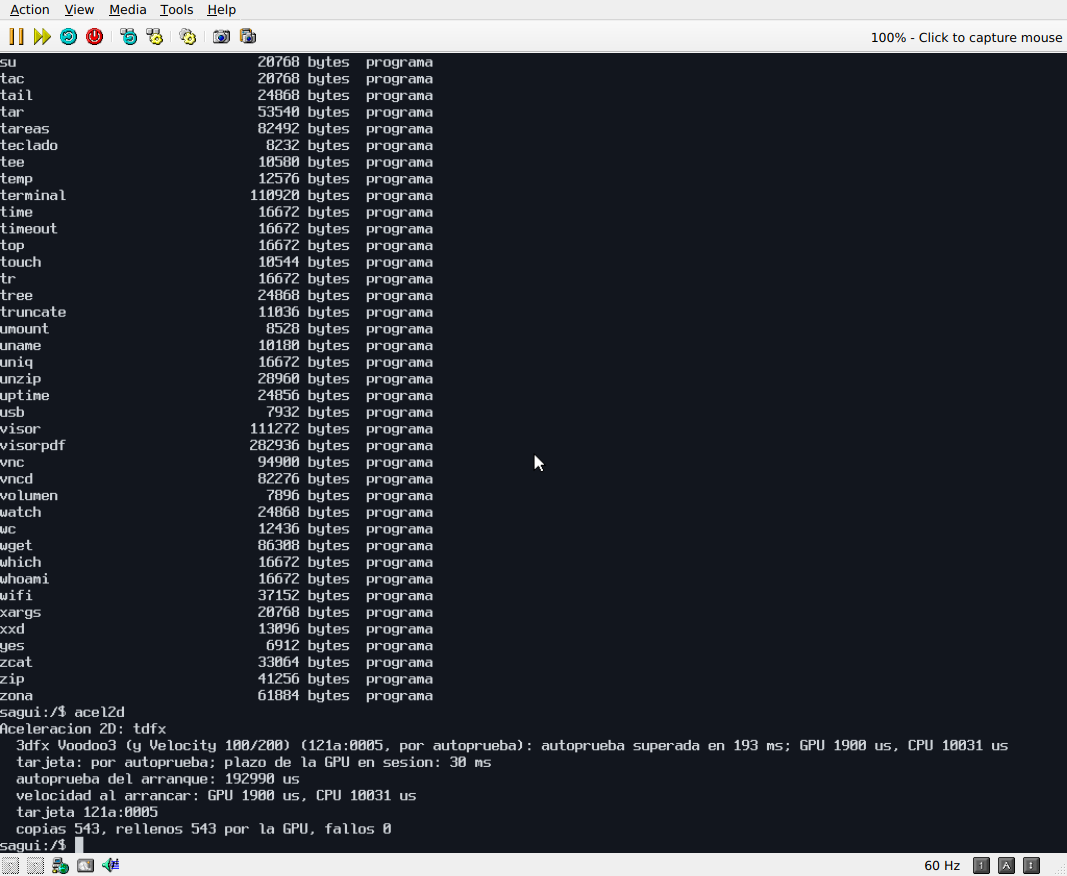 Action View Media Tools Help
100% - Click to capture mouse
su 20768 bytes programa
tac 20768 bytes programa
tail 24868 bytes programa
tar 53540 bytes programa
tareas 82492 bytes programa
teclado 8232 bytes programa
tee 10580 bytes programa
temp 12576 bytes programa
terminal 110920 bytes programa
time 16672 bytes programa
timeout 16672 bytes programa
top 16672 bytes programa
touch 10544 bytes programa
tr 16672 bytes programa
tree 24868 bytes programa
truncate 11036 bytes programa
umount 8528 bytes programa
uname 10180 bytes programa
uniq 16672 bytes programa
unzip 28960 bytes programa
uptime 24856 bytes programa
usb 7932 bytes programa
visor 111272 bytes programa
visorpdf 282936 bytes programa
vnc 94900 bytes programa
vncd 82276 bytes programa
volumen 7896 bytes programa
watch 24868 bytes programa
wc 12436 bytes programa
wget 86308 bytes programa
which 16672 bytes programa
whoami 16672 bytes programa
wifi 37152 bytes programa
xargs 20768 bytes programa
xxd 13096 bytes programa
yes 6912 bytes programa
zcat 33064 bytes programa
zip 41256 bytes programa
zona 61884 bytes programa
sagui:/$ acel2d
Aceleracion 2D: tdfx
3dfx Voodoo3 (y Velocity 100/200) (121a:0005, por autoprueba): autoprueba superada en 193 ms; GPU 1900 us, CPU 10031 us
tarjeta: por autoprueba; plazo de la GPU en sesion: 30 ms
autoprueba del arranque: 192990 us
velocidad al arrancar: GPU 1900 us, CPU 10031 us
tarjeta 121a:0005
copias 543, rellenos 543 por la GPU, fallos 0
sagui:/$
60 Hz A